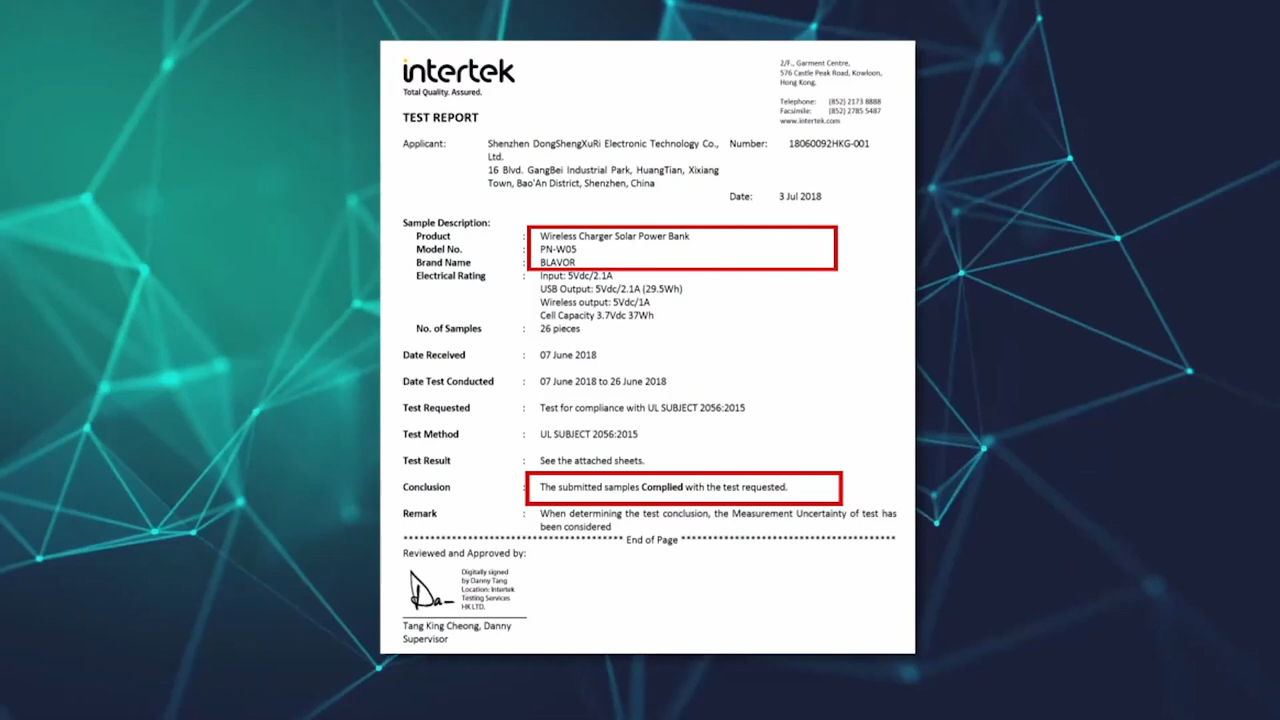 intertek
Total Quality. Assured.
TEST REPORT
2/F., Garment Centre,
576 Castle Peak Road, Kowloon,
Hong Kong.
Telephone: (852) 2173 8888
Facsimile: (852) 2785 5487
www.intertek.com
Applicant: Shenzhen DongShengXuRi Electronic Technology Co., Ltd.
16 Blvd. GangBei Industrial Park, HuangTian, Xixiang
Town, Bao'An District, Shenzhen, China
Number: 18060092HKG-001
Date: 3 Jul 2018
Sample Description:
Product : Wireless Charger Solar Power Bank
Model No. : PN-W05
Brand Name : BLAVOR
Electrical Rating : Input: 5Vdc/2.1A
USB Output: 5Vdc/2.1A (29.5Wh)
Wireless output: 5Vdc/1A
Cell Capacity 3.7Vdc 37Wh
No. of Samples : 26 pieces
Date Received : 07 June 2018
Date Test Conducted : 07 June 2018 to 26 June 2018
Test Requested : Test for compliance with UL SUBJECT 2056:2015
Test Method : UL SUBJECT 2056:2015
Test Result : See the attached sheets.
Conclusion : The submitted samples Complied with the test requested.
Remark : When determining the test conclusion, the Measurement Uncertainty of test has
been considered
****************************************** End of Page ******************************************
Reviewed and Approved by:
Digitally signed
by Danny Tang
Location: Intertek
Testing Services
HK LTD.
Tang King Cheong, Danny
Supervisor